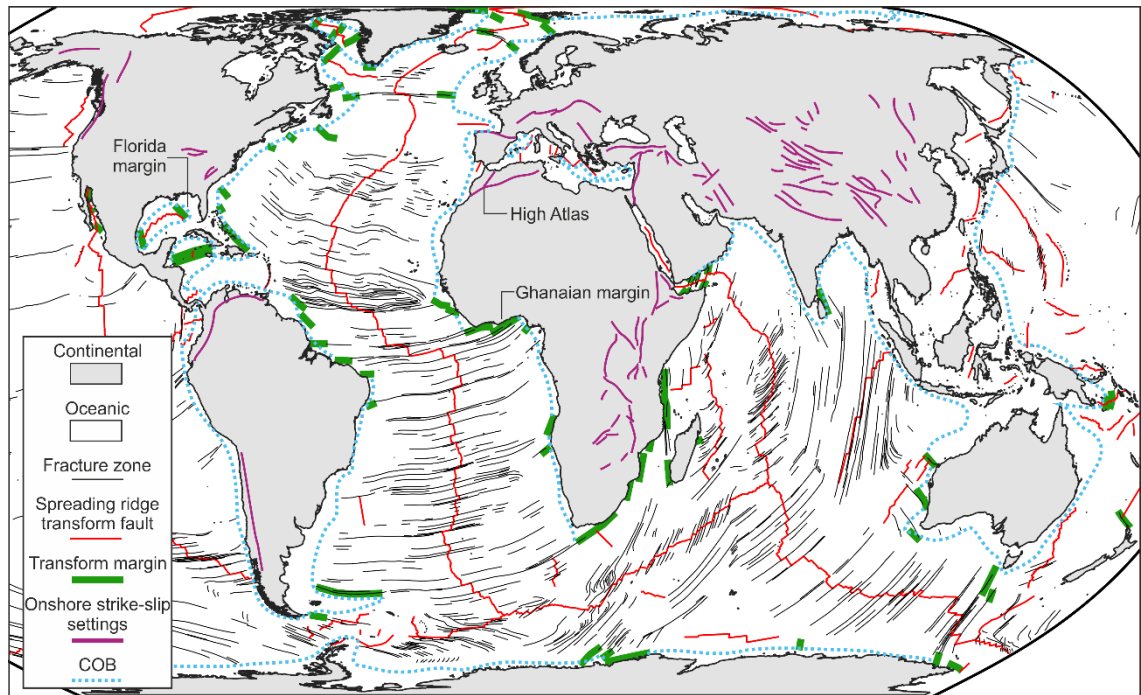 Florida
margin
High Atlas
Ghanaian margin
Continental
Oceanic
Fracture zone
Spreading ridge
transform fault
Transform margin
Onshore strike-slip
settings
COB